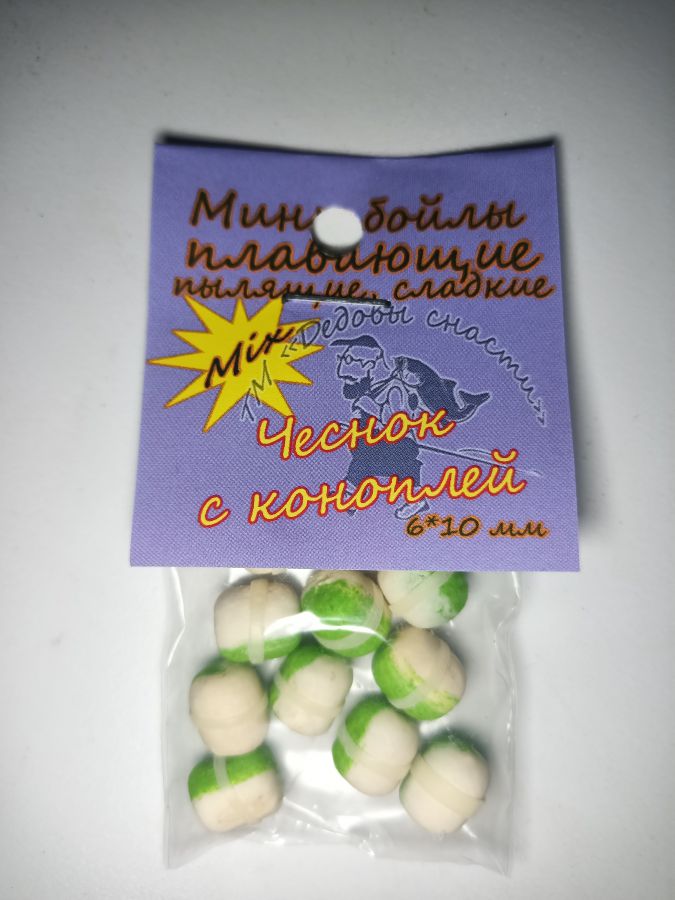 Мини бойлы
плавающие
пылящие, сладкие
Mix
ТМ «Дедовы снасти»
Чеснок
с коноплей
6*10 мм